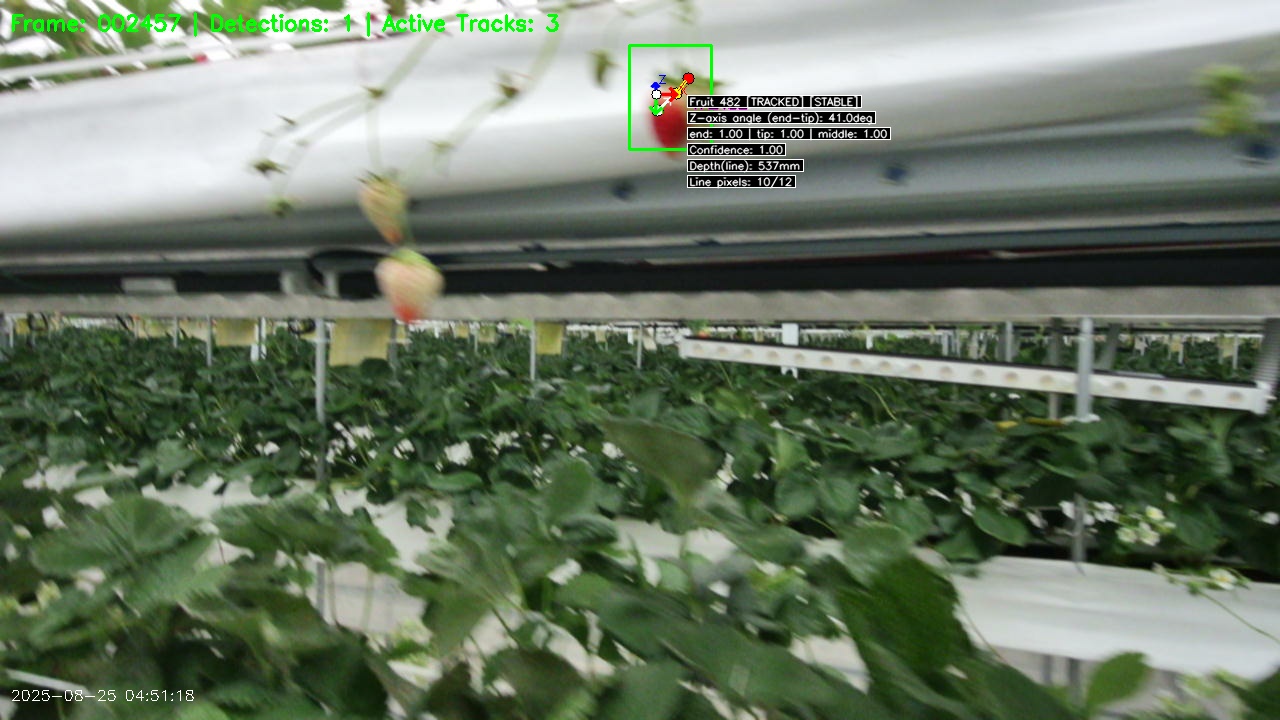 Frame: 002457 | Detections: 1 | Active Tracks: 3
Z
Fruit 482 [TRACKED] [STABLE]
Z-axis angle (end-tip): 41.0deg
end: 1.00 | tip: 1.00 | middle: 1.00
Confidence: 1.00
Depth(line): 537mm
Line pixels: 10/12
2025-08-25 04:51:18